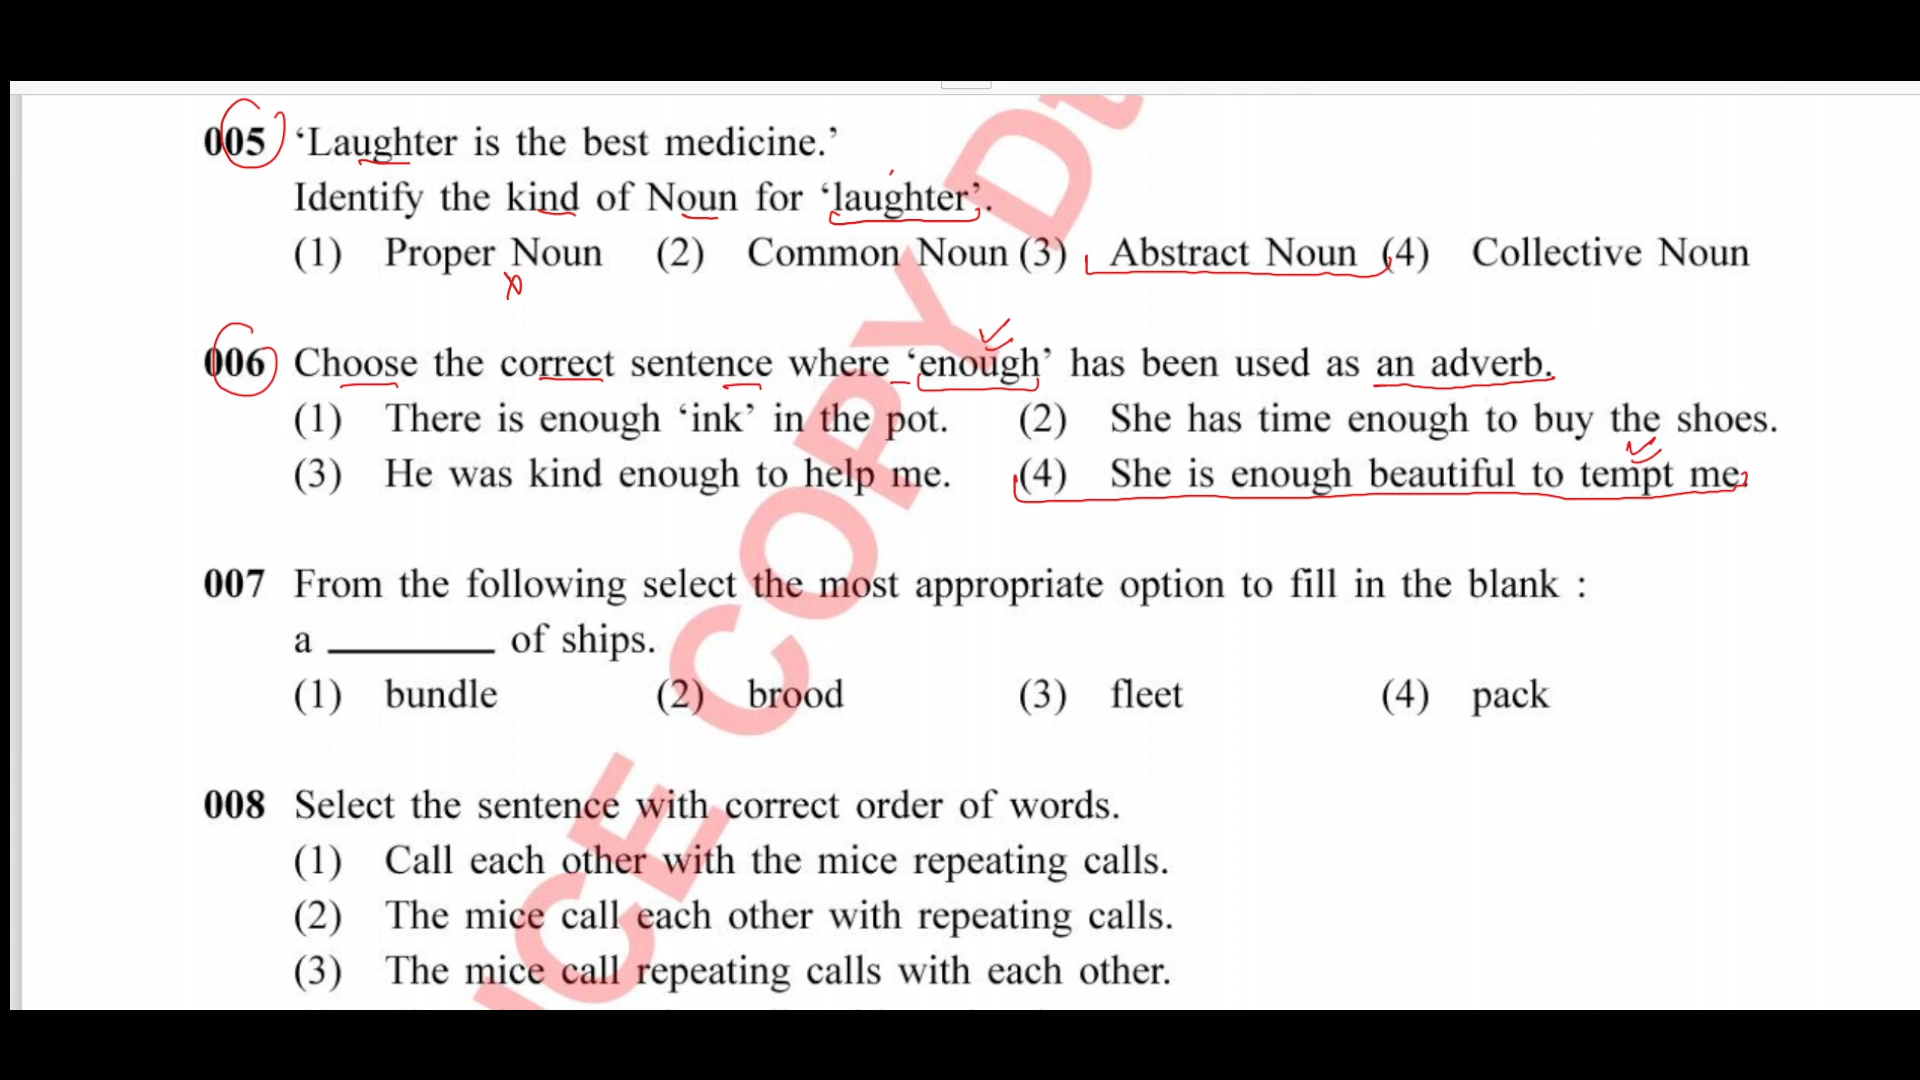 005 ‘Laughter is the best medicine.’
Identify the kind of Noun for ‘laughter’.
(1) Proper Noun (2) Common Noun (3) Abstract Noun (4) Collective Noun
006 Choose the correct sentence where ‘enough’ has been used as an adverb.
(1) There is enough ‘ink’ in the pot. (2) She has time enough to buy the shoes.
(3) He was kind enough to help me. (4) She is enough beautiful to tempt me.
007 From the following select the most appropriate option to fill in the blank :
a ________ of ships.
(1) bundle (2) brood (3) fleet (4) pack
008 Select the sentence with correct order of words.
(1) Call each other with the mice repeating calls.
(2) The mice call each other with repeating calls.
(3) The mice call repeating calls with each other.
COPY